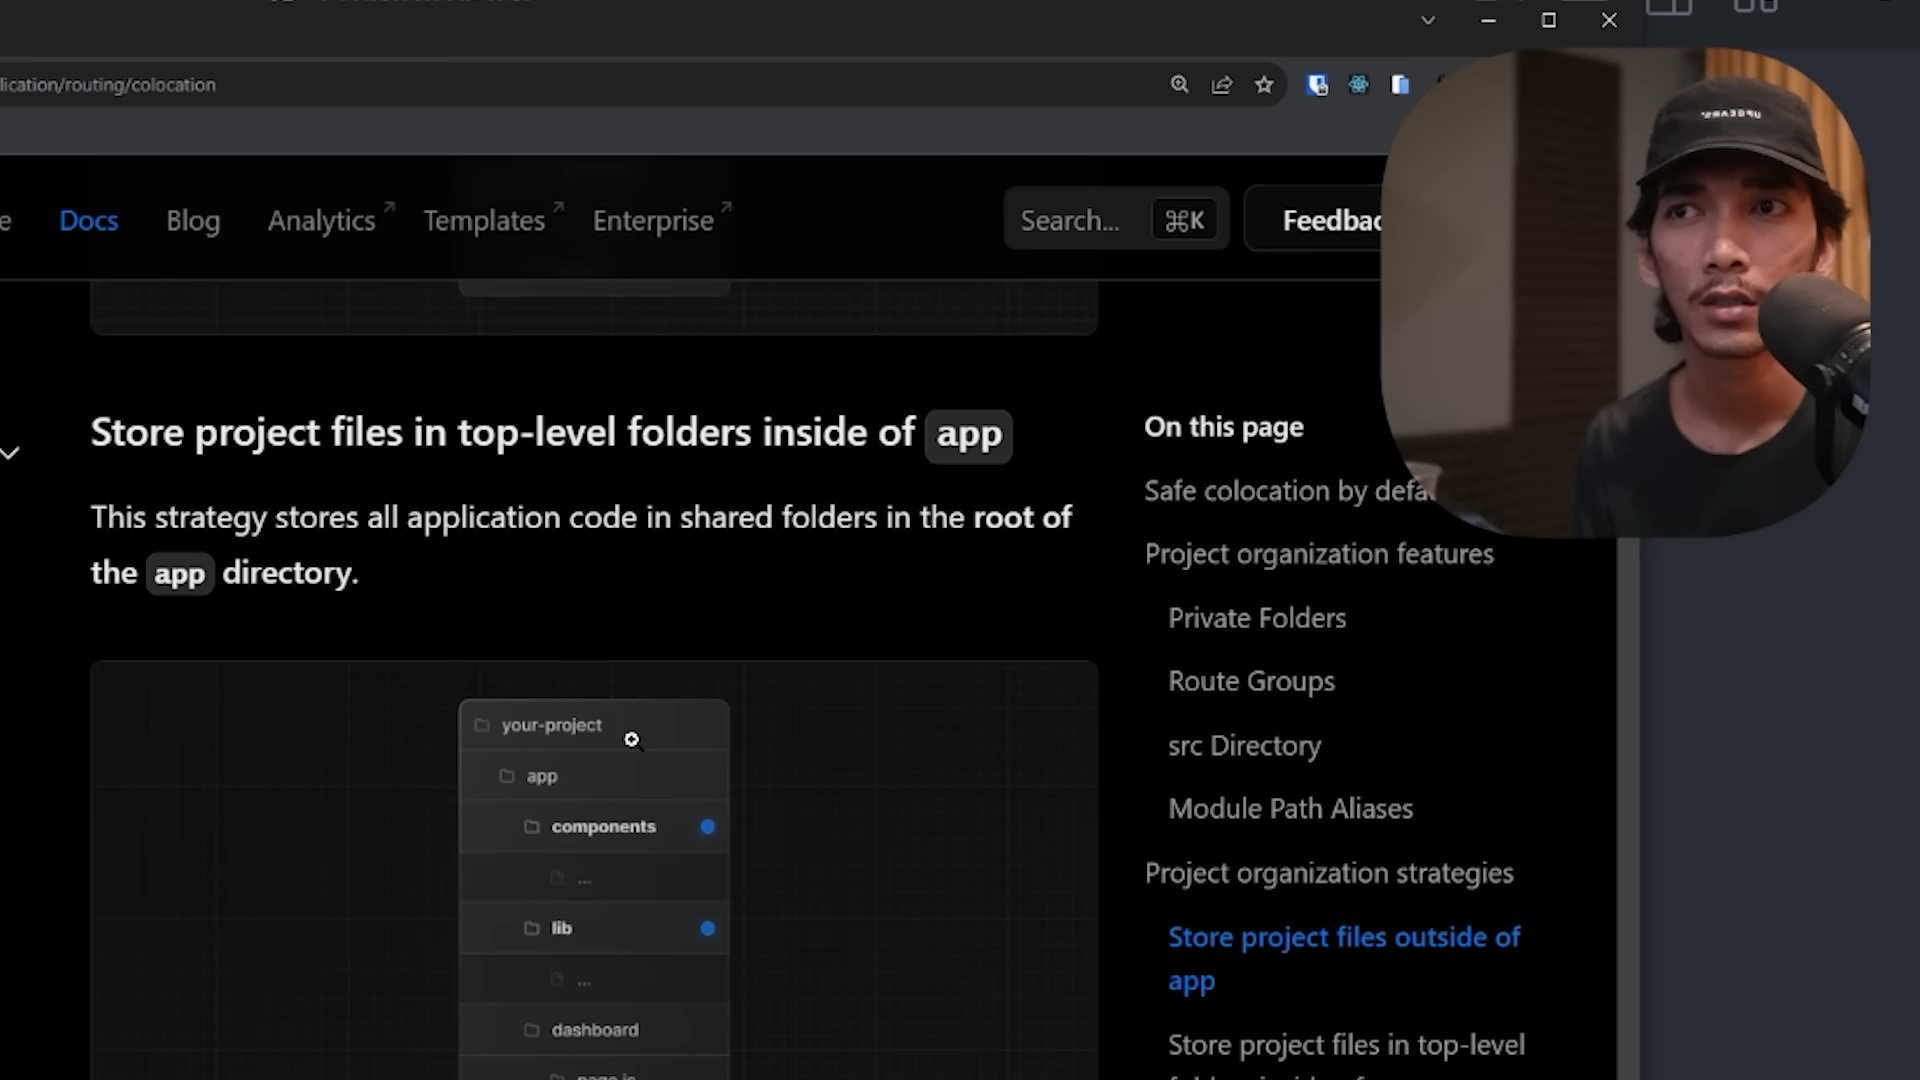 lication/routing/colocation
e Docs Blog Analytics Templates Enterprise Search... ⌘K Feedbac
Store project files in top-level folders inside of app
This strategy stores all application code in shared folders in the root of
the app directory.
your-project
app
components
...
lib
...
dashboard
On this page
Safe colocation by defa
Project organization features
Private Folders
Route Groups
src Directory
Module Path Aliases
Project organization strategies
Store project files outside of
app
Store project files in top-level